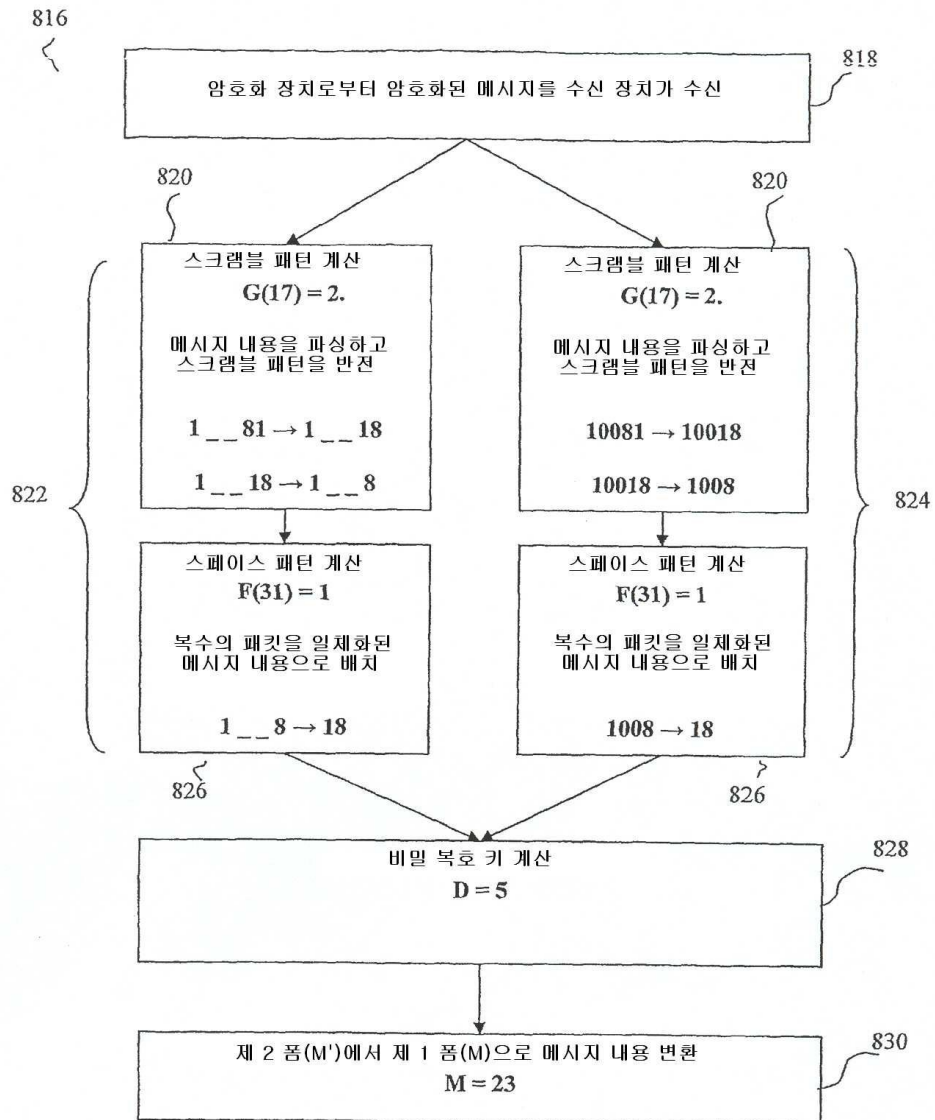 816
818
암호화 장치로부터 암호화된 메시지를 수신 장치가 수신
820
820
스크램블 패턴 계산
G(17) = 2.
메시지 내용을 파싱하고
스크램블 패턴을 반전
1 _ _ 81 → 1 _ _ 18
1 _ _ 18 → 1 _ _ 8
스크램블 패턴 계산
G(17) = 2.
메시지 내용을 파싱하고
스크램블 패턴을 반전
10081 → 10018
10018 → 1008
822
824
스페이스 패턴 계산
F(31) = 1
복수의 패킷을 일체화된
메시지 내용으로 배치
1 _ _ 8 → 18
스페이스 패턴 계산
F(31) = 1
복수의 패킷을 일체화된
메시지 내용으로 배치
1008 → 18
826
826
비밀 복호 키 계산
D = 5
828
제 2 폼(M')에서 제 1 폼(M)으로 메시지 내용 변환
M = 23
830